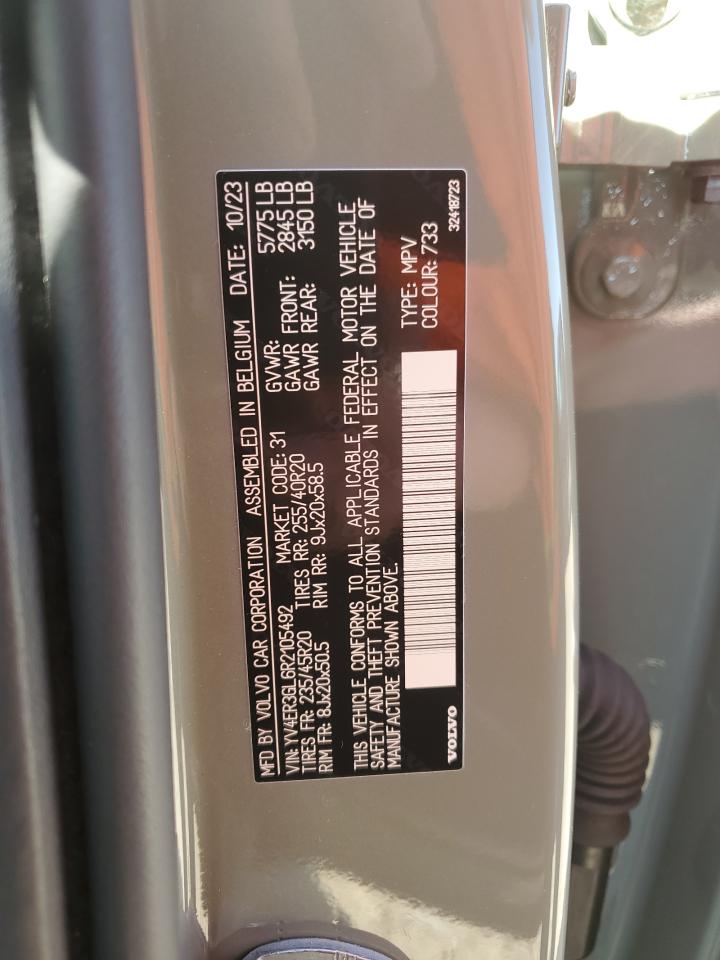 MFD BY VOLVO CAR CORPORATION ASSEMBLED IN BELGIUM DATE: 10/23
VIN: YV4ER3GL6R2105492 MARKET CODE: 31 GVWR: 5775 LB
TIRES FR: 235/45R20 TIRES RR: 255/40R20 GAWR FRONT: 2845 LB
RIM FR: 8Jx20x50.5 RIM RR: 9Jx20x58.5 GAWR REAR: 3150 LB
THIS VEHICLE CONFORMS TO ALL APPLICABLE FEDERAL MOTOR VEHICLE
SAFETY AND THEFT PREVENTION STANDARDS IN EFFECT ON THE DATE OF
MANUFACTURE SHOWN ABOVE.
TYPE: MPV
COLOUR: 733
VOLVO 32418723